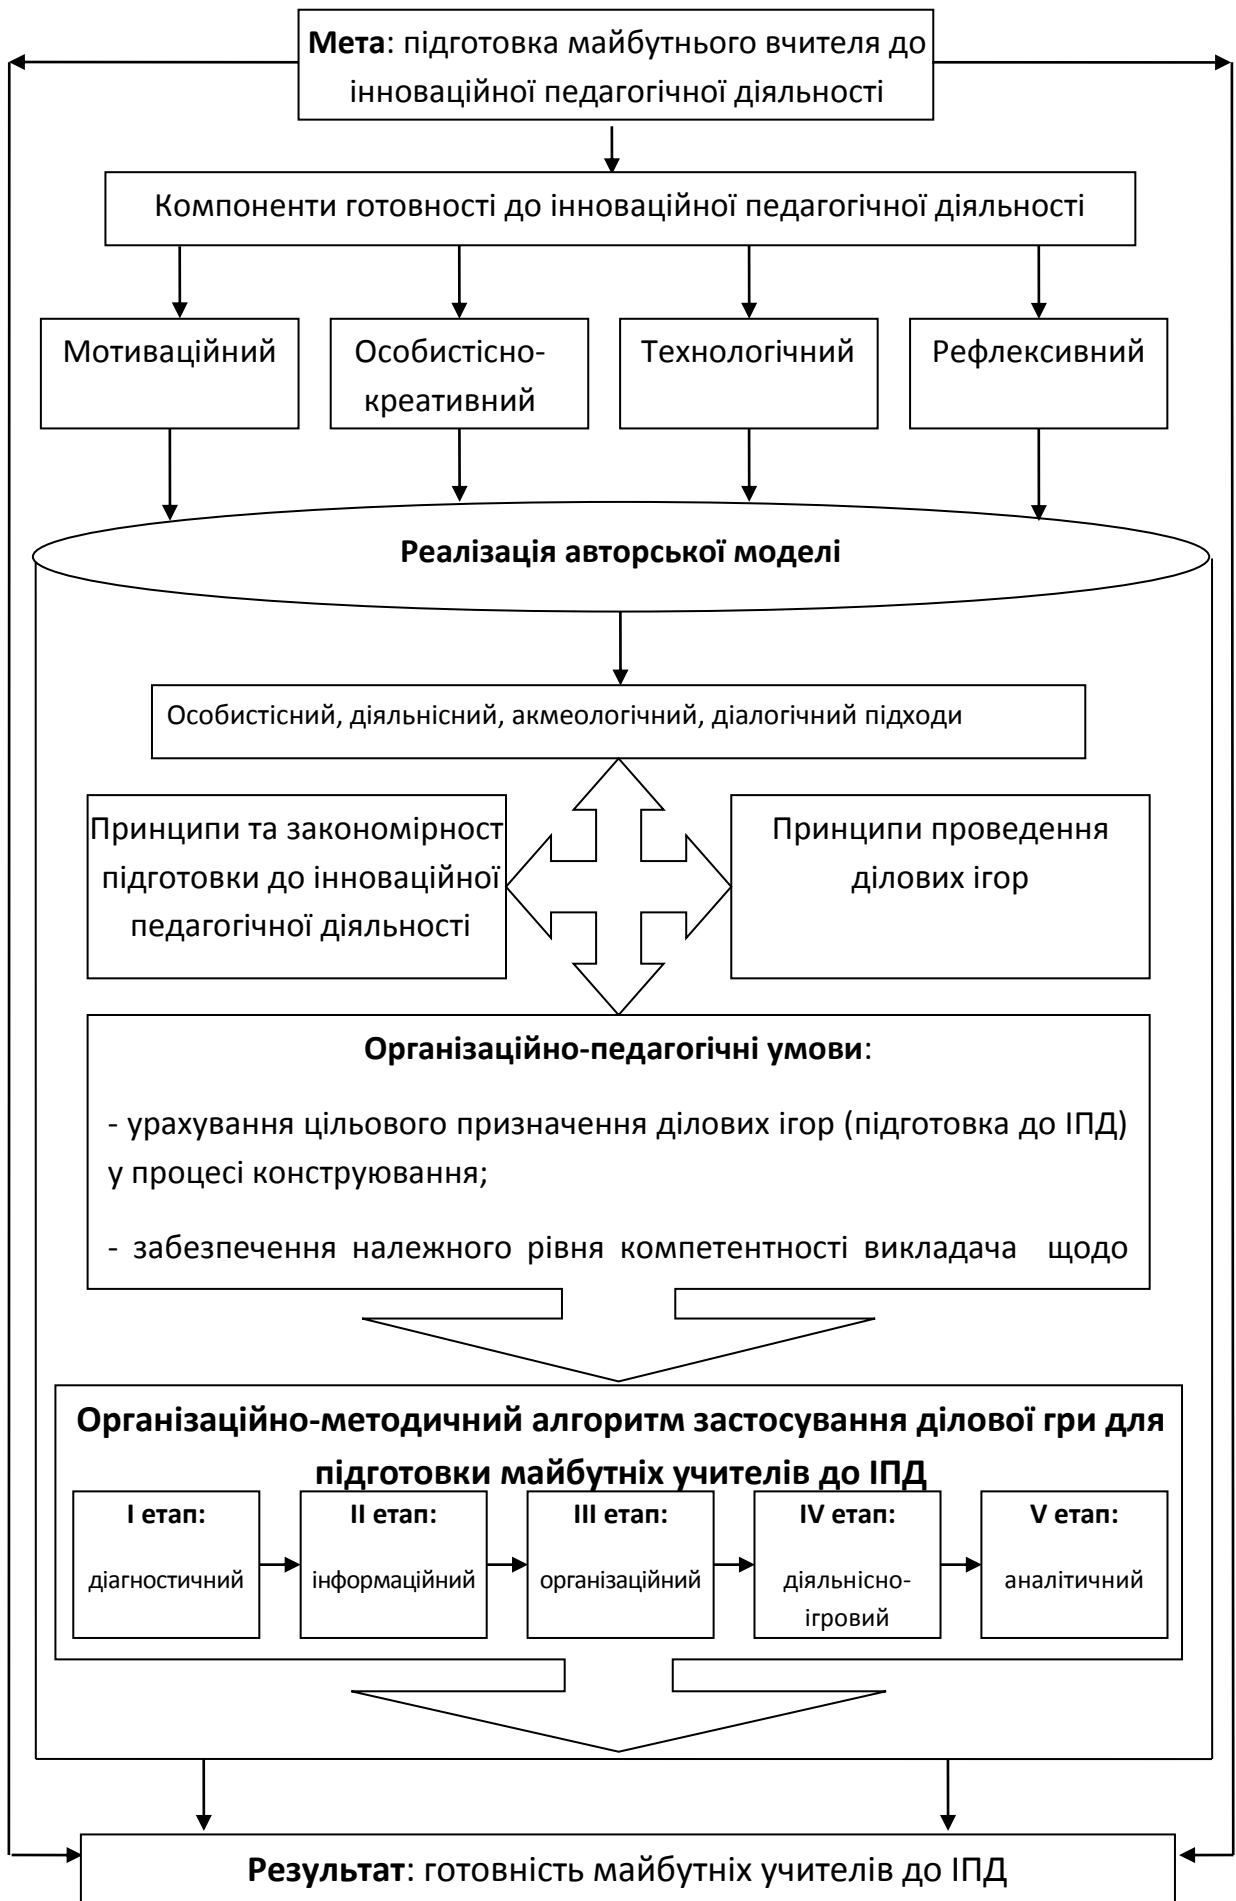 Мета: підготовка майбутнього вчителя до
інноваційної педагогічної діяльності
Компоненти готовності до інноваційної педагогічної діяльності
Мотиваційний
Особистісно-
креативний
Технологічний
Рефлексивний
Реалізація авторської моделі
Особистісний, діяльнісний, акмеологічний, діалогічний підходи
Принципи та закономірност
підготовки до інноваційної
педагогічної діяльності
Принципи проведення
ділових ігор
Організаційно-педагогічні умови:
- урахування цільового призначення ділових ігор (підготовка до ІПД)
у процесі конструювання;
- забезпечення належного рівня компетентності викладача щодо
Організаційно-методичний алгоритм застосування ділової гри для
підготовки майбутніх учителів до ІПД
І етап:
діагностичний
ІІ етап:
інформаційний
ІІІ етап:
організаційний
IV етап:
діяльнісно-
ігровий
V етап:
аналітичний
Результат: готовність майбутніх учителів до ІПД